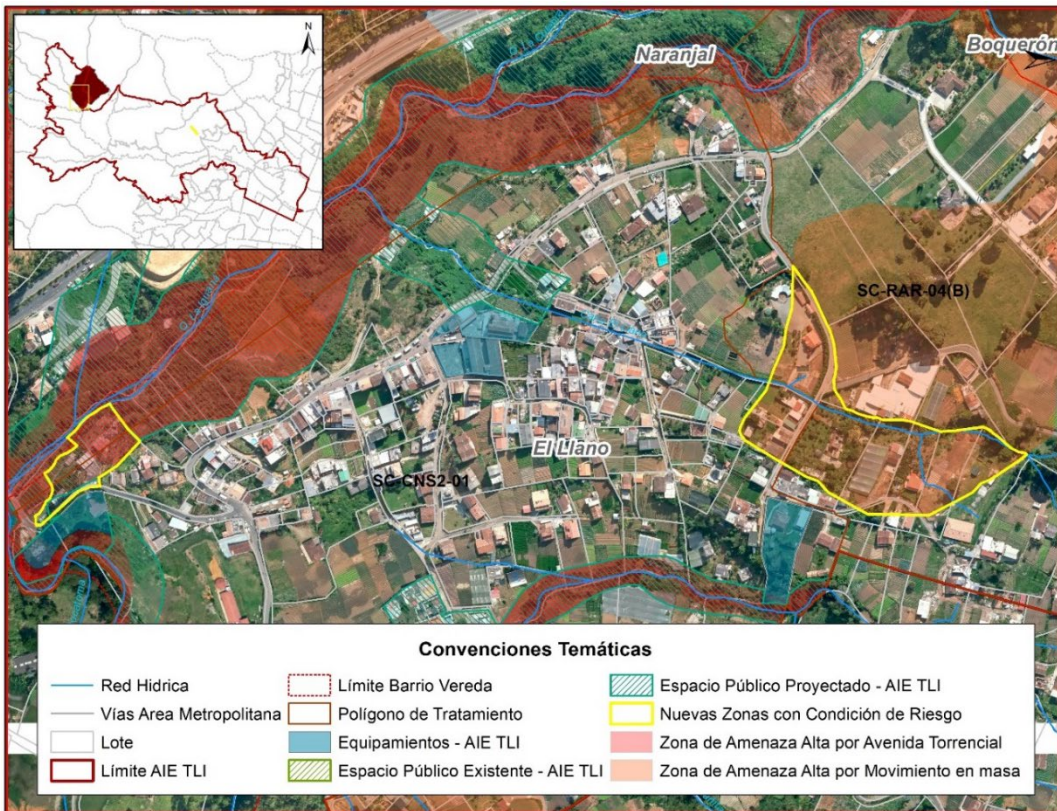 N
Naranjal
Boquerón
SC-RAR-04(B)
El Llano
SC-CNS2-01
Convenciones Temáticas
Red Hidrica
Vías Area Metropolitana
Lote
Límite AIE TLI
Límite Barrio Vereda
Polígono de Tratamiento
Equipamientos - AIE TLI
Espacio Público Existente - AIE TLI
Espacio Público Proyectado - AIE TLI
Nuevas Zonas con Condición de Riesgo
Zona de Amenaza Alta por Avenida Torrencial
Zona de Amenaza Alta por Movimiento en masa